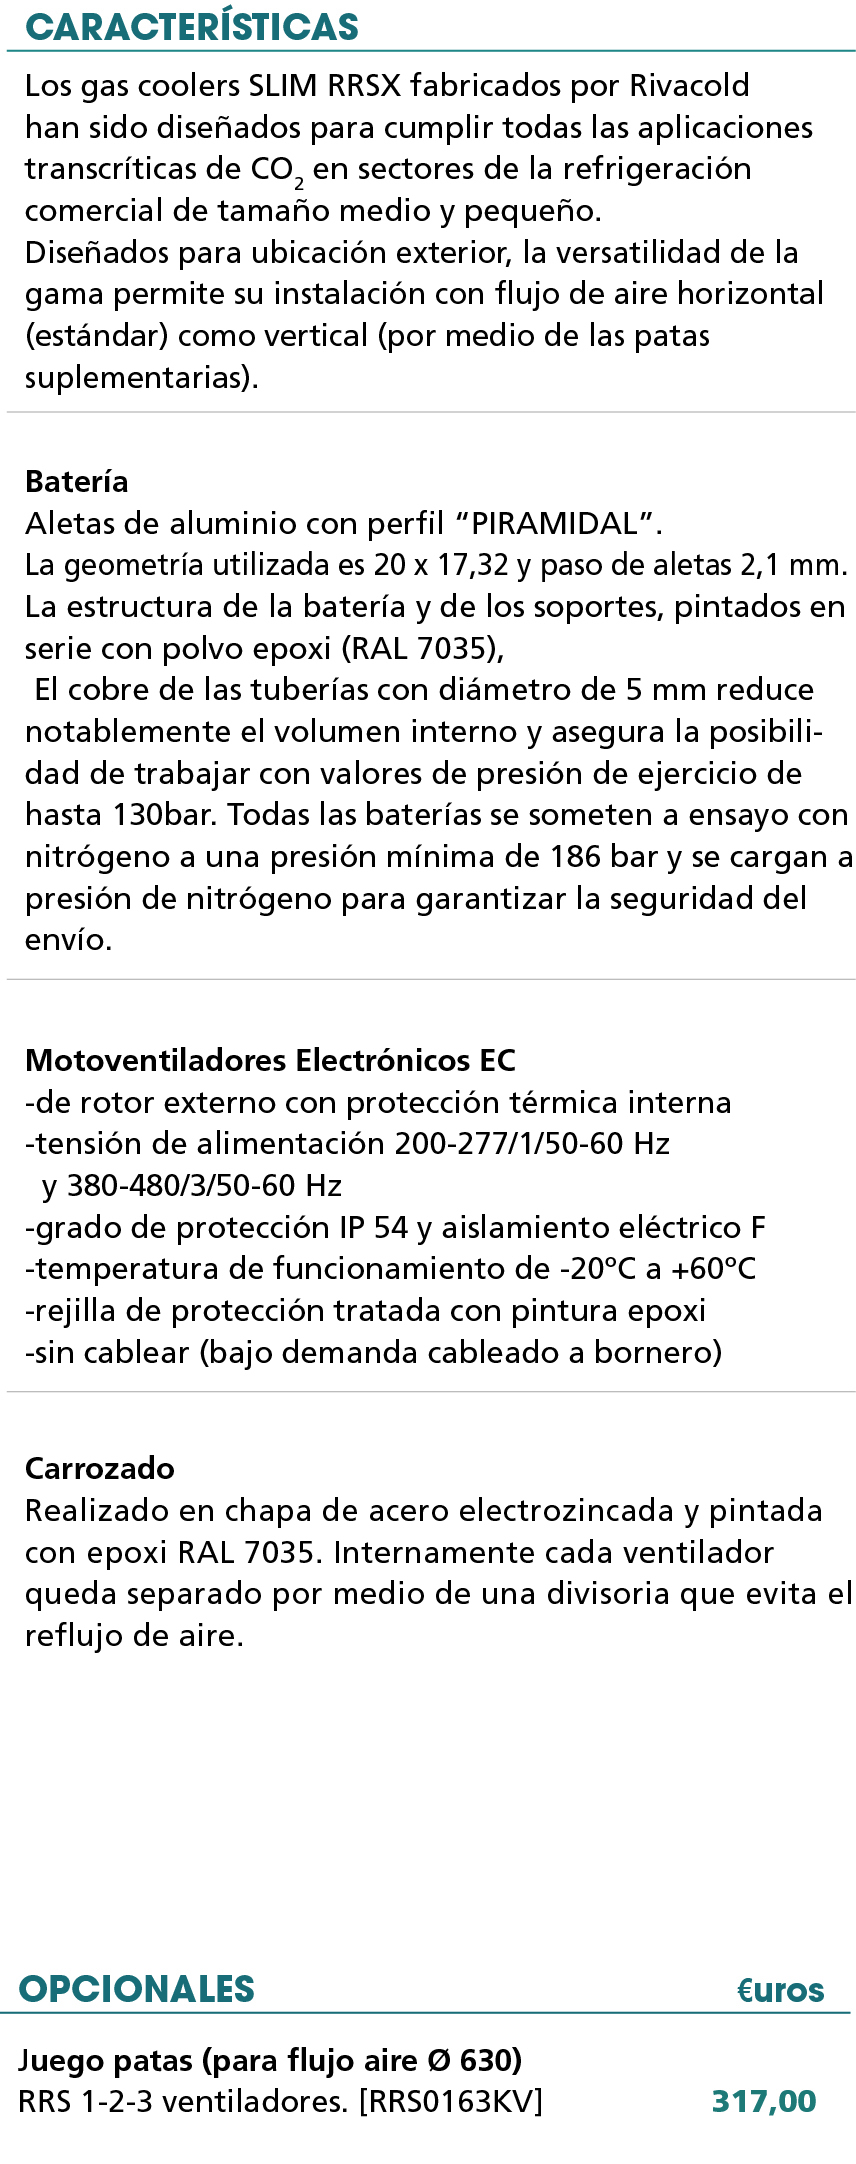 CARACTERÍSTICAS
Los gas coolers SLIM RRSX fabricados por Rivacold
han sido diseñados para cumplir todas las aplicaciones
transcríticas de CO₂ en sectores de la refrigeración
comercial de tamaño medio y pequeño.
Diseñados para ubicación exterior, la versatilidad de la
gama permite su instalación con flujo de aire horizontal
(estándar) como vertical (por medio de las patas
suplementarias).
Batería
Aletas de aluminio con perfil “PIRAMIDAL”.
La geometría utilizada es 20 x 17,32 y paso de aletas 2,1 mm.
La estructura de la batería y de los soportes, pintados en
serie con polvo epoxi (RAL 7035),
El cobre de las tuberías con diámetro de 5 mm reduce
notablemente el volumen interno y asegura la posibili-
dad de trabajar con valores de presión de ejercicio de
hasta 130bar. Todas las baterías se someten a ensayo con
nitrógeno a una presión mínima de 186 bar y se cargan a
presión de nitrógeno para garantizar la seguridad del
envío.
Motoventiladores Electrónicos EC
-de rotor externo con protección térmica interna
-tensión de alimentación 200-277/1/50-60 Hz
y 380-480/3/50-60 Hz
-grado de protección IP 54 y aislamiento eléctrico F
-temperatura de funcionamiento de -20ºC a +60ºC
-rejilla de protección tratada con pintura epoxi
-sin cablear (bajo demanda cableado a bornero)
Carrozado
Realizado en chapa de acero electrozincada y pintada
con epoxi RAL 7035. Internamente cada ventilador
queda separado por medio de una divisoria que evita el
reflujo de aire.
OPCIONALES €uros
Juego patas (para flujo aire Ø 630)
RRS 1-2-3 ventiladores. [RRS0163KV] 317,00